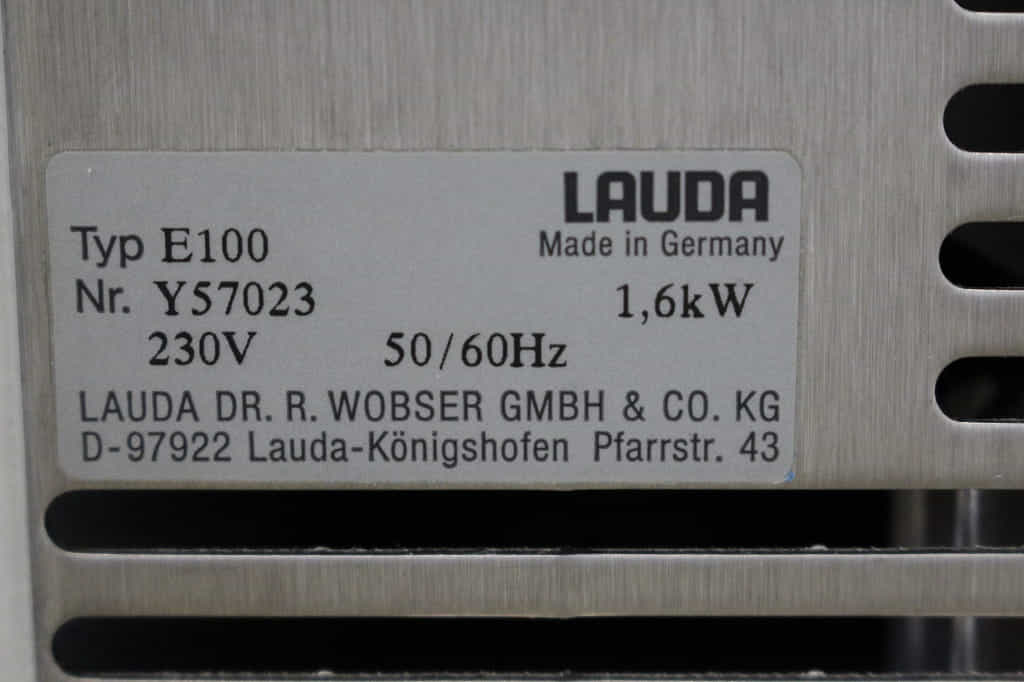 LAUDA
Typ E100 Made in Germany
Nr. Y57023 1,6kW
230V 50/60Hz
LAUDA DR. R. WOBSER GMBH & CO. KG
D-97922 Lauda-Königshofen Pfarrstr. 43